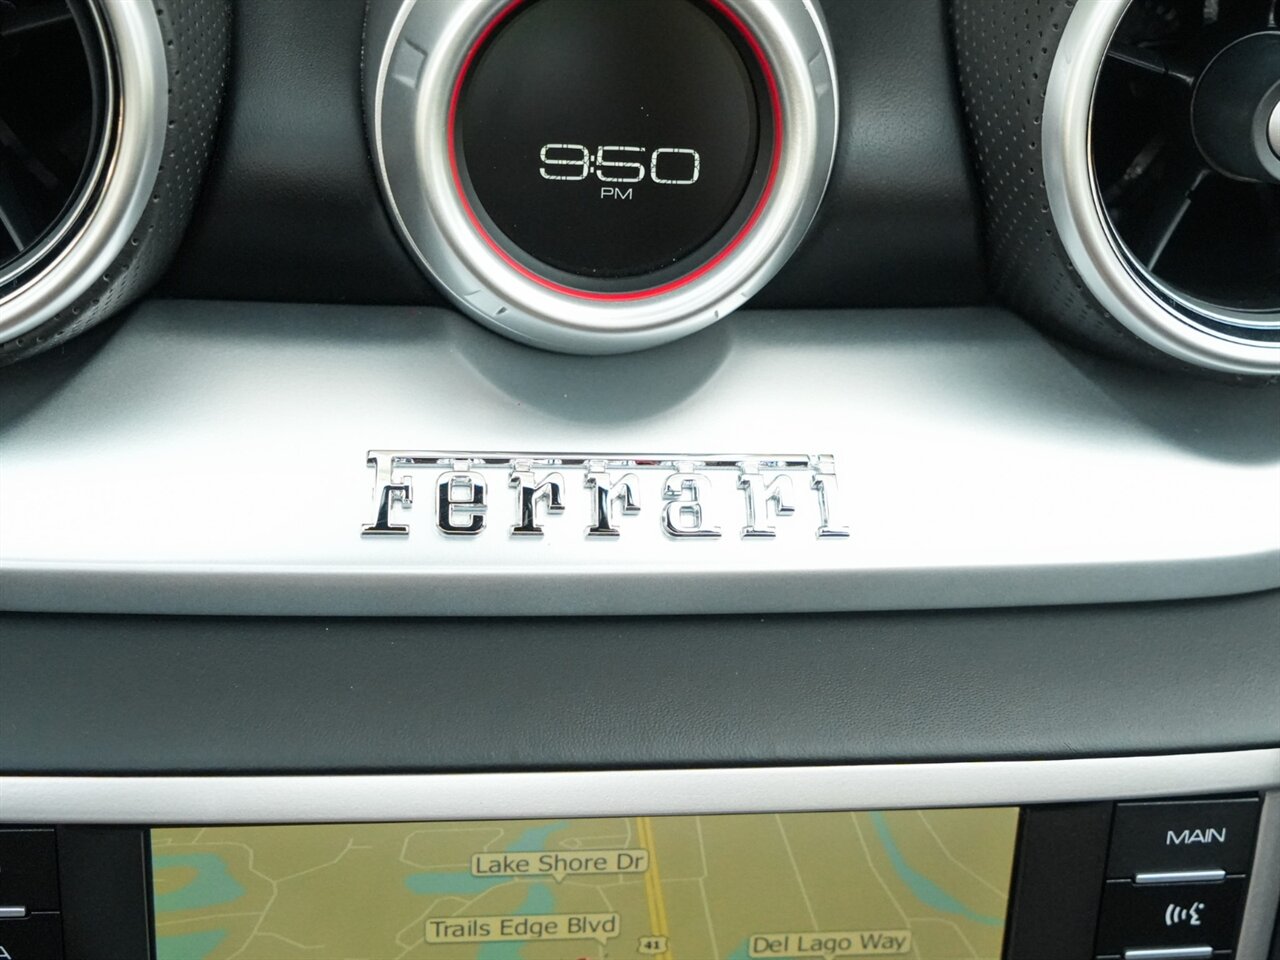 9:50
PM
Ferrari
MAIN
Lake Shore Dr
Trails Edge Blvd
41
Del Lago Way